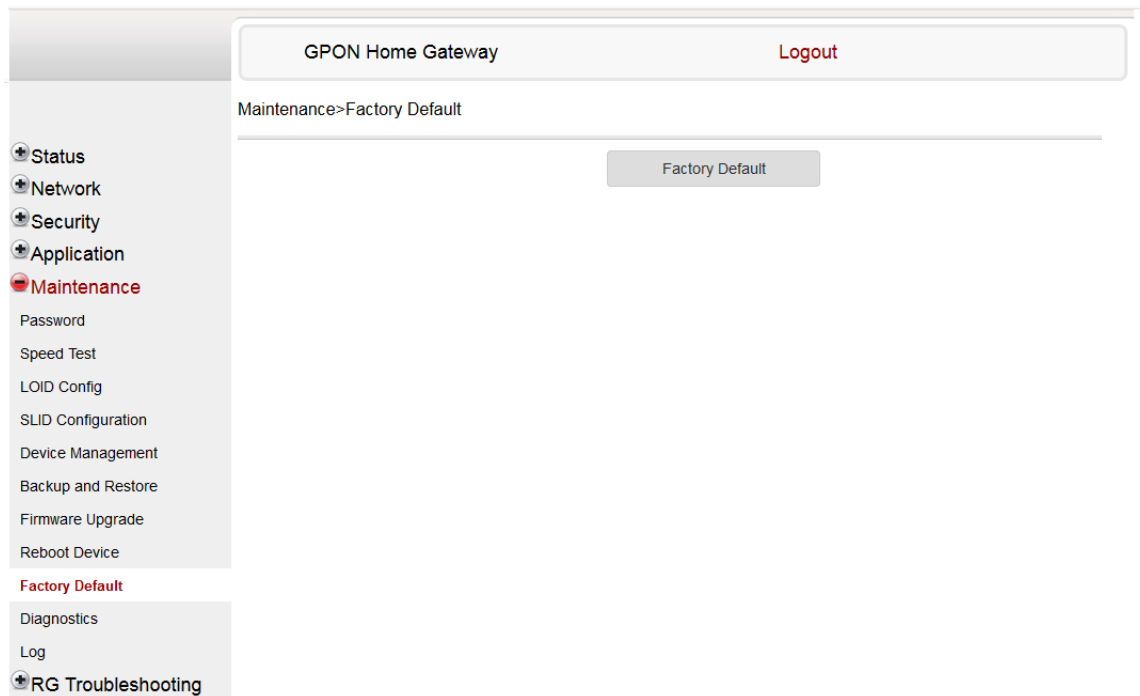 GPON Home Gateway Logout
Maintenance>Factory Default
Factory Default
Status
Network
Security
Application
Maintenance
Password
Speed Test
LOID Config
SLID Configuration
Device Management
Backup and Restore
Firmware Upgrade
Reboot Device
Factory Default
Diagnostics
Log
RG Troubleshooting